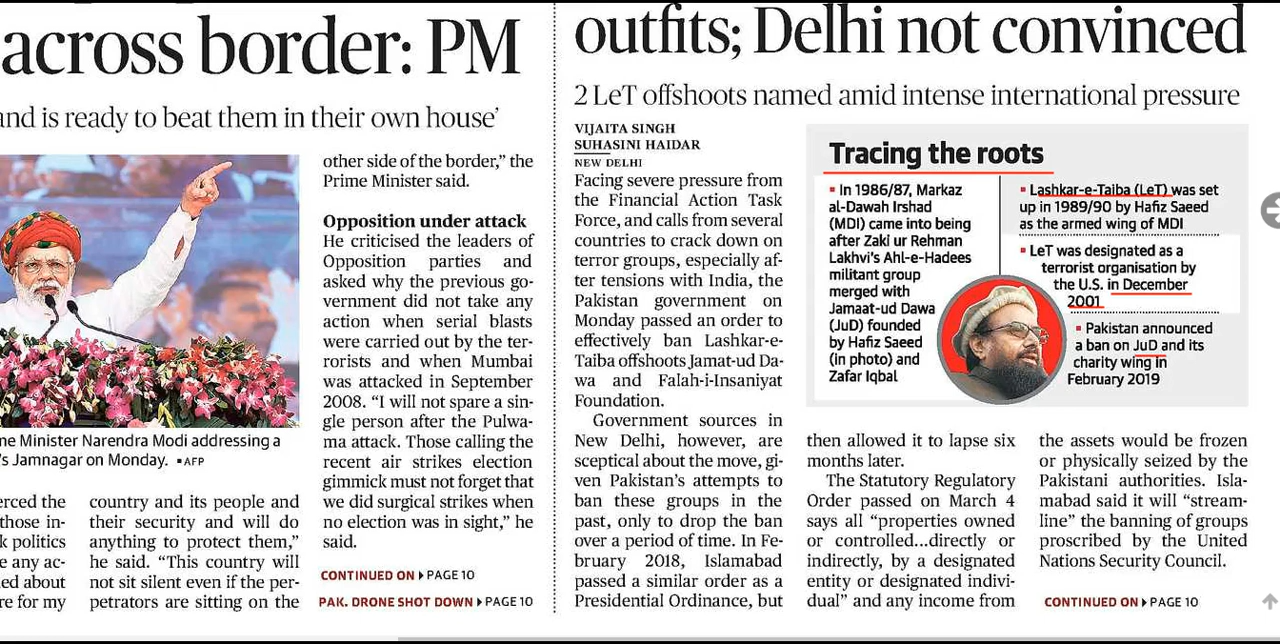 across border: PM
and is ready to beat them in their own house’
me Minister Narendra Modi addressing a
’s Jamnagar on Monday. ▪AFP
erced the
those in-
k politics
e any ac-
ed about
re for my
country and its people and
their security and will do
anything to protect them,”
he said. “This country will
not sit silent even if the per-
petrators are sitting on the
other side of the border,” the
Prime Minister said.
Opposition under attack
He criticised the leaders of
Opposition parties and
asked why the previous go-
vernment did not take any
action when serial blasts
were carried out by the ter-
rorists and when Mumbai
was attacked in September
2008. “I will not spare a sin-
gle person after the Pulwa-
ma attack. Those calling the
recent air strikes election
gimmick must not forget that
we did surgical strikes when
no election was in sight,” he
said.
CONTINUED ON ▸ PAGE 10
PAK. DRONE SHOT DOWN ▸ PAGE 10
outfits; Delhi not convinced
2 LeT offshoots named amid intense international pressure
VIJAITA SINGH
SUHASINI HAIDAR
NEW DELHI
Facing severe pressure from
the Financial Action Task
Force, and calls from several
countries to crack down on
terror groups, especially af-
ter tensions with India, the
Pakistan government on
Monday passed an order to
effectively ban Lashkar-e-
Taiba offshoots Jamat-ud Da-
wa and Falah-i-Insaniyat
Foundation.
Government sources in
New Delhi, however, are
sceptical about the move, gi-
ven Pakistan’s attempts to
ban these groups in the
past, only to drop the ban
over a period of time. In Fe-
bruary 2018, Islamabad
passed a similar order as a
Presidential Ordinance, but
Tracing the roots
▪ In 1986/87, Markaz
al-Dawah Irshad
(MDI) came into being
after Zaki ur Rehman
Lakhvi’s Ahl-e-Hadees
militant group
merged with
Jamaat-ud Dawa
(JuD) founded
by Hafiz Saeed
(in photo) and
Zafar Iqbal
▪ Lashkar-e-Taiba (LeT) was set
up in 1989/90 by Hafiz Saeed
as the armed wing of MDI
▪ LeT was designated as a
terrorist organisation by
the U.S. in December
2001
▪ Pakistan announced
a ban on JuD and its
charity wing in
February 2019
then allowed it to lapse six
months later.
The Statutory Regulatory
Order passed on March 4
says all “properties owned
or controlled...directly or
indirectly, by a designated
entity or designated indivi-
dual” and any income from
the assets would be frozen
or physically seized by the
Pakistani authorities. Isla-
mabad said it will “stream-
line” the banning of groups
proscribed by the United
Nations Security Council.
CONTINUED ON ▸ PAGE 10